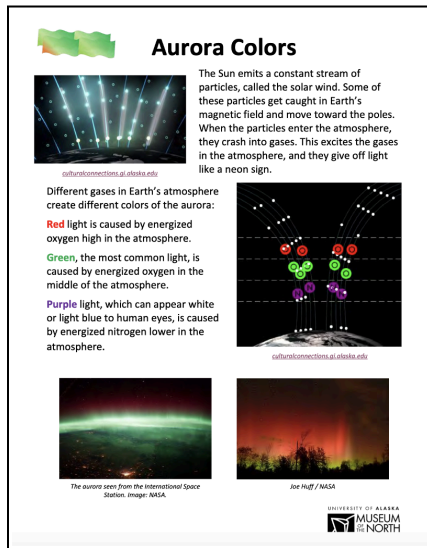 Aurora Colors
The Sun emits a constant stream of
particles, called the solar wind. Some of
these particles get caught in Earth's
magnetic field and move toward the poles.
When the particles enter the atmosphere,
they crash into gases. This excites the gases
in the atmosphere, and they give off light
like a neon sign.
culturalconnections.gi.alaska.edu
Different gases in Earth's atmosphere
create different colors of the aurora:
Red light is caused by energized
oxygen high in the atmosphere.
Green, the most common light, is
caused by energized oxygen in the
middle of the atmosphere.
Purple light, which can appear white
or light blue to human eyes, is caused
by energized nitrogen lower in the
atmosphere.
culturalconnections.gi.alaska.edu
The aurora seen from the International Space
Station. Image: NASA.
Joe Huff / NASA
UNIVERSITY OF ALASKA
MUSEUM
OF THE NORTH